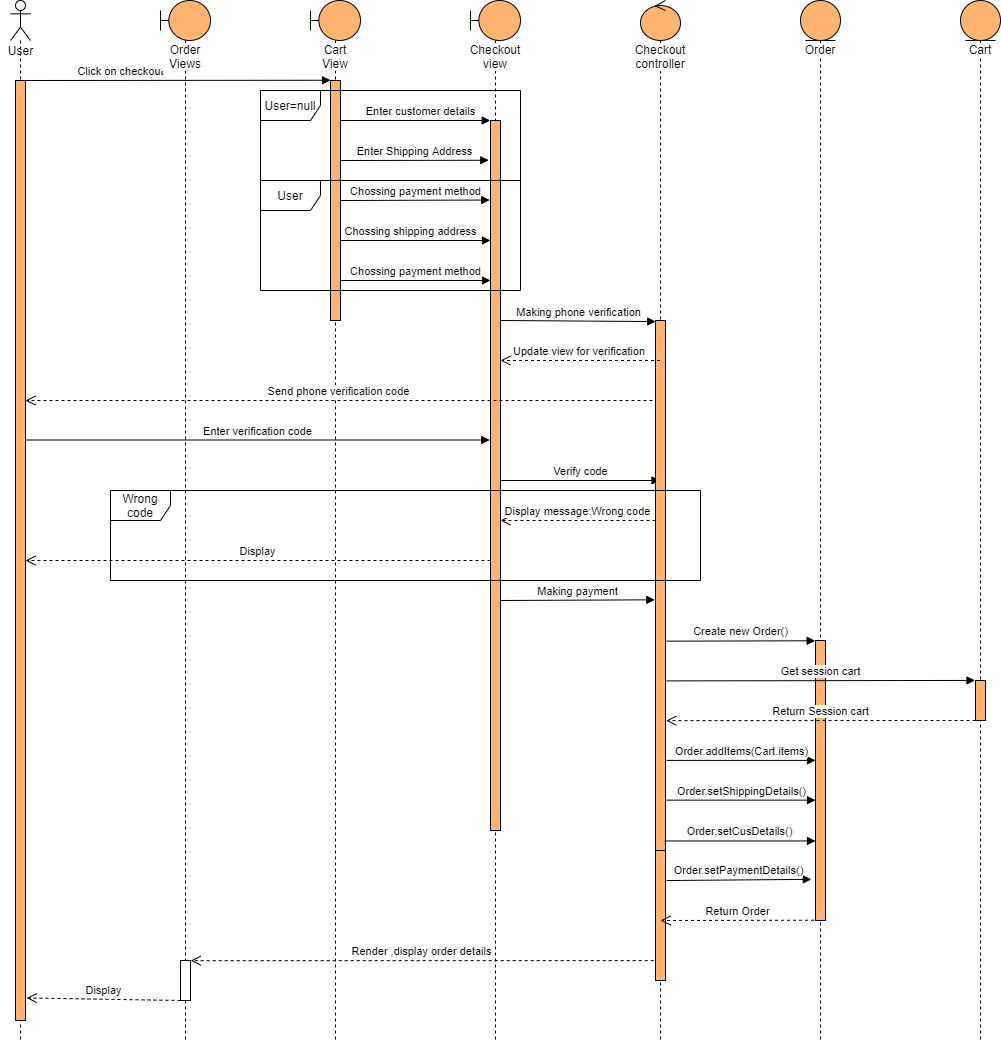 User
Order
Views
Cart
View
Checkout
view
Checkout
controller
Order
Cart
Click on checkout
User=null
Enter customer details
Enter Shipping Address
User
Chossing payment method
Chossing shipping address
Chossing payment method
Making phone verification
Update view for verification
Send phone verification code
Enter verification code
Verify code
Wrong
code
Display message:Wrong code
Display
Making payment
Create new Order()
Get session cart
Return Session cart
Order.addItems(Cart.items)
Order.setShippingDetails()
Order.setCusDetails()
Order.setPaymentDetails()
Return Order
Render ,display order details
Display